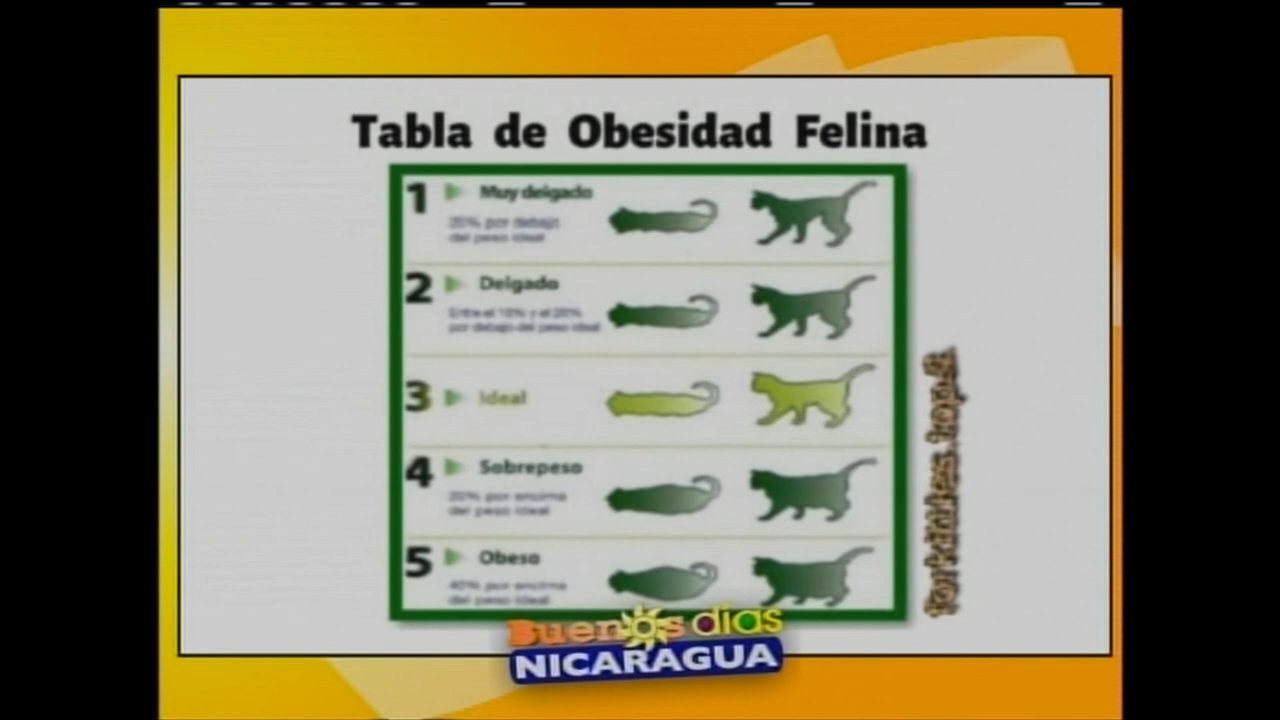 Tabla de Obesidad Felina
1 Muy delgado
20% por debajo
del peso ideal
2 Delgado
Entre el 10% y el 20%
por debajo del peso ideal
3 Ideal
4 Sobrepeso
20% por encima
del peso ideal
5 Obeso
40% por encima
del peso ideal
Buenos días
NICARAGUA